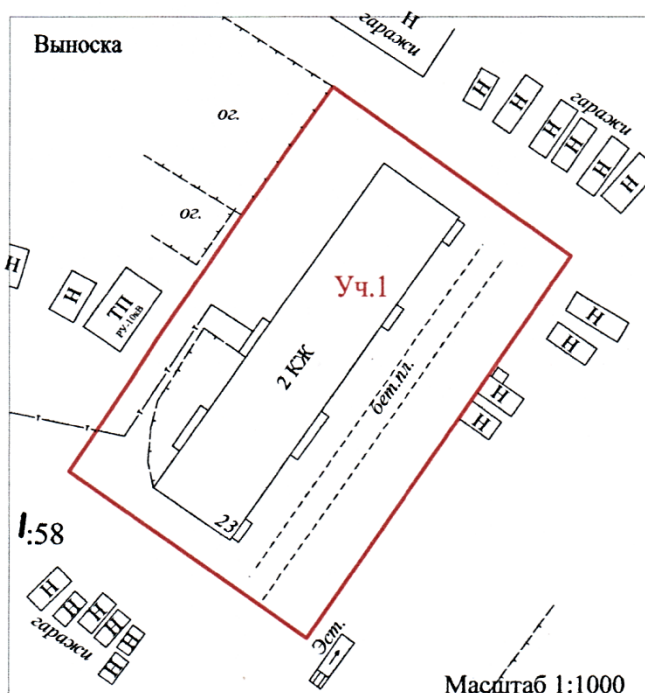 Выноска
Н
гаражи
Н
Н
Н
Н
Н
Н
гаражи
ог.
ог.
Н
Н
ТП
РУ-10кВ
Уч.1
2 КЖ
бет.пл.
Н
Н
Н
Н
23
:58
Н
Н
Н
Н
Н
Н
гаражи
Эст.
Масштаб 1:1000